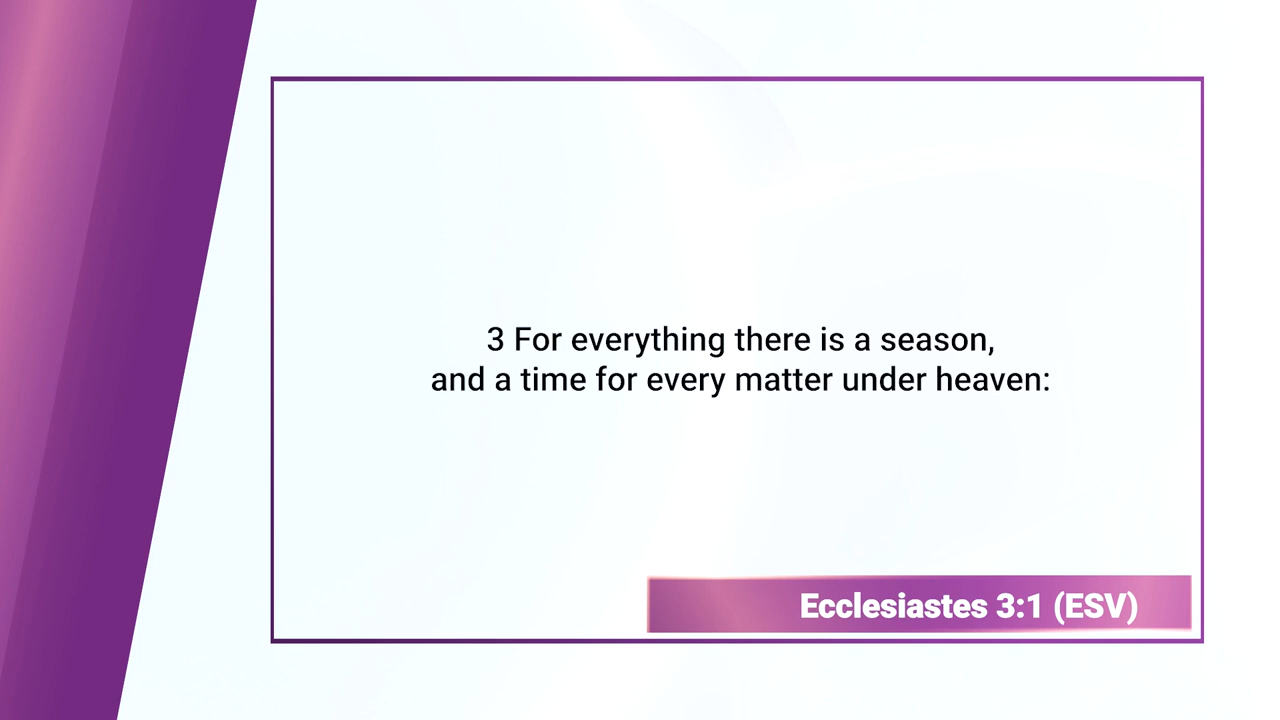 3 For everything there is a season,
and a time for every matter under heaven:
Ecclesiastes 3:1 (ESV)